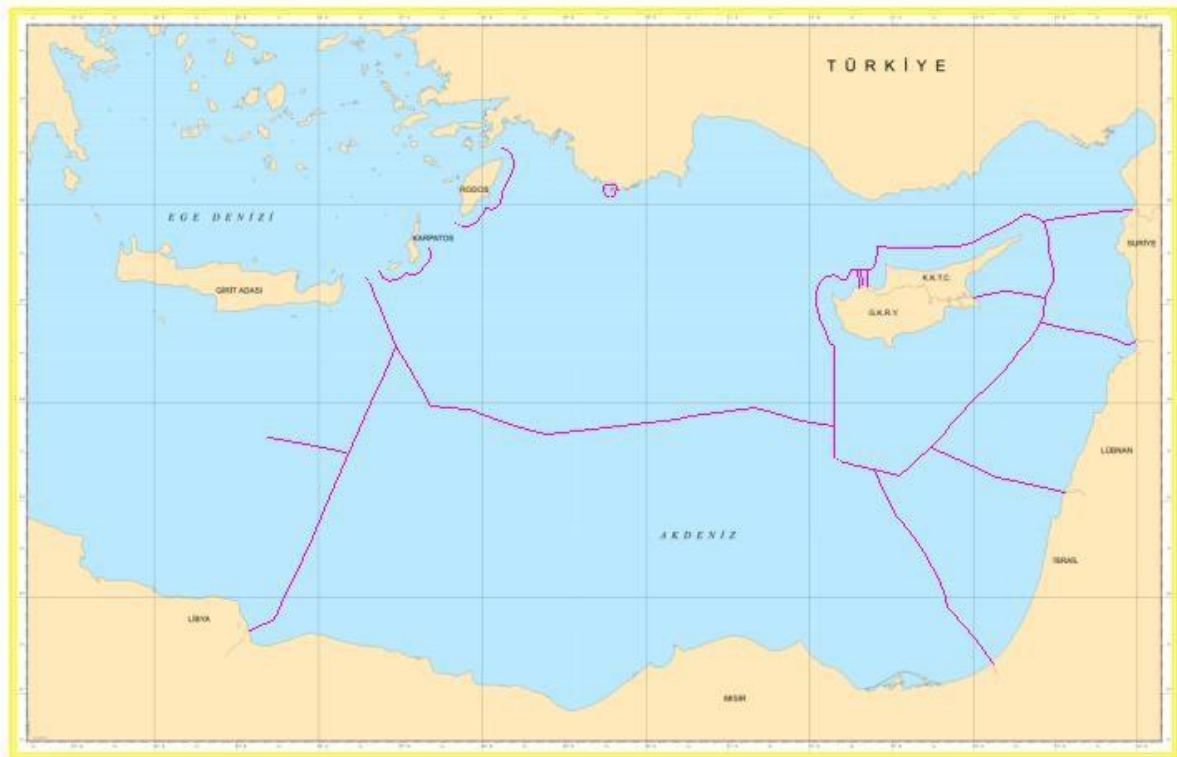 TÜRKİYE
RODOS
EGE DENİZİ
KARPATOS
SURİYE
K.K.T.C.
GİRİT ADASI
G.K.R.Y.
LÜBNAN
AKDENİZ
İSRAİL
LİBYA
MISIR